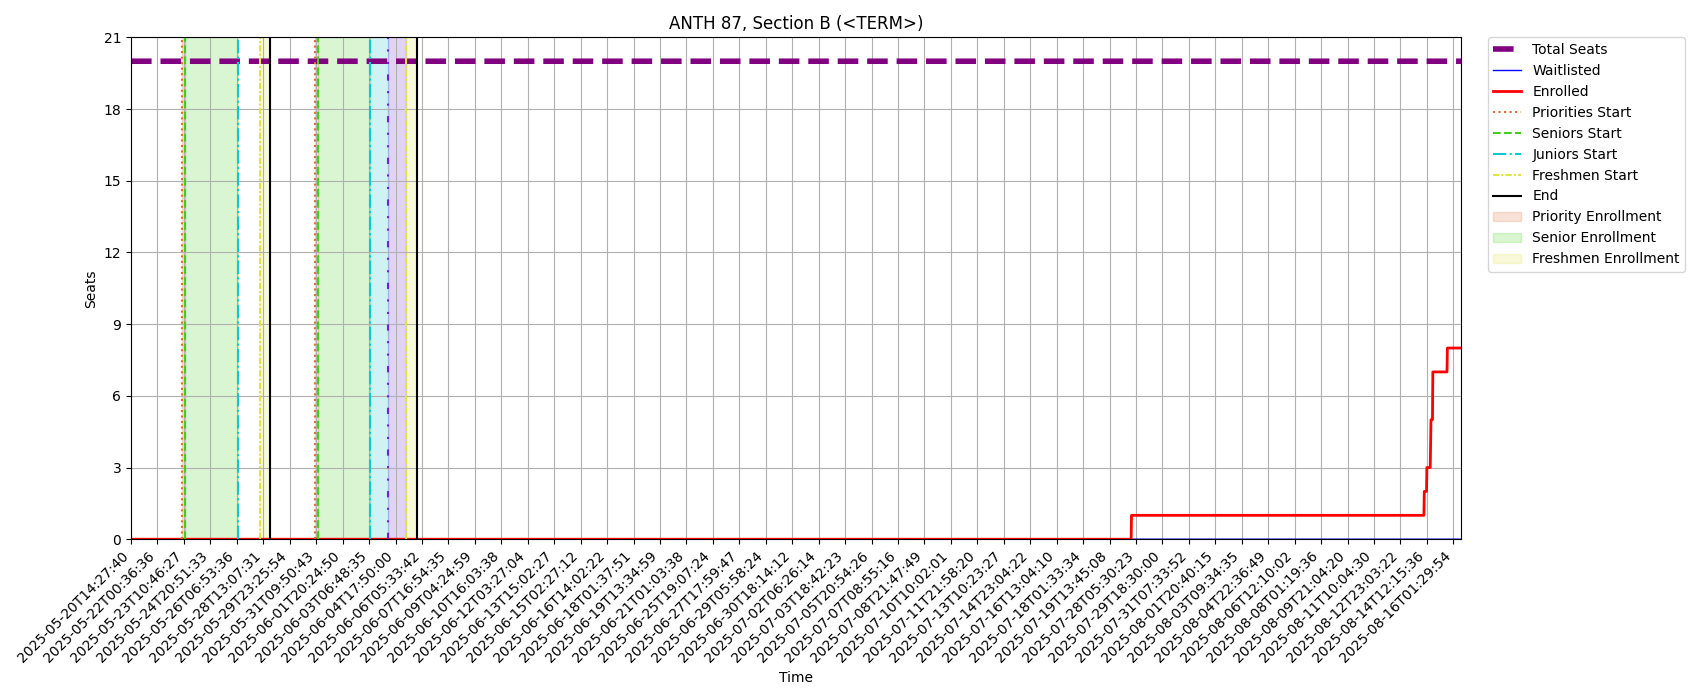 ANTH 87, Section B (<TERM>)
21
18
15
12
9
6
3
0
Seats
2025-05-20T14:27:40
2025-05-22T00:36:36
2025-05-23T10:46:27
2025-05-24T20:51:33
2025-05-26T06:53:36
2025-05-28T13:07:31
2025-05-29T23:25:54
2025-05-31T09:50:43
2025-06-01T20:24:50
2025-06-03T06:48:35
2025-06-04T17:50:00
2025-06-06T05:33:42
2025-06-07T16:54:35
2025-06-09T04:24:59
2025-06-10T16:03:38
2025-06-12T03:27:04
2025-06-13T15:02:27
2025-06-15T02:27:12
2025-06-16T14:02:22
2025-06-18T01:37:51
2025-06-19T13:34:59
2025-06-21T01:03:38
2025-06-25T19:07:24
2025-06-27T17:59:47
2025-06-29T05:58:24
2025-06-30T18:14:12
2025-07-02T06:26:14
2025-07-03T18:42:23
2025-07-05T20:54:26
2025-07-07T08:55:16
2025-07-08T21:47:49
2025-07-10T10:02:01
2025-07-11T21:58:20
2025-07-13T10:23:27
2025-07-14T23:04:22
2025-07-16T13:04:10
2025-07-18T01:33:34
2025-07-19T13:45:08
2025-07-28T05:30:23
2025-07-29T18:30:00
2025-07-31T07:33:52
2025-08-01T20:40:15
2025-08-03T09:34:35
2025-08-04T22:36:49
2025-08-06T12:10:02
2025-08-08T01:19:36
2025-08-09T21:04:20
2025-08-11T10:04:30
2025-08-12T23:03:22
2025-08-14T12:15:36
2025-08-16T01:29:54
Time
Total Seats
Waitlisted
Enrolled
Priorities Start
Seniors Start
Juniors Start
Freshmen Start
End
Priority Enrollment
Senior Enrollment
Freshmen Enrollment